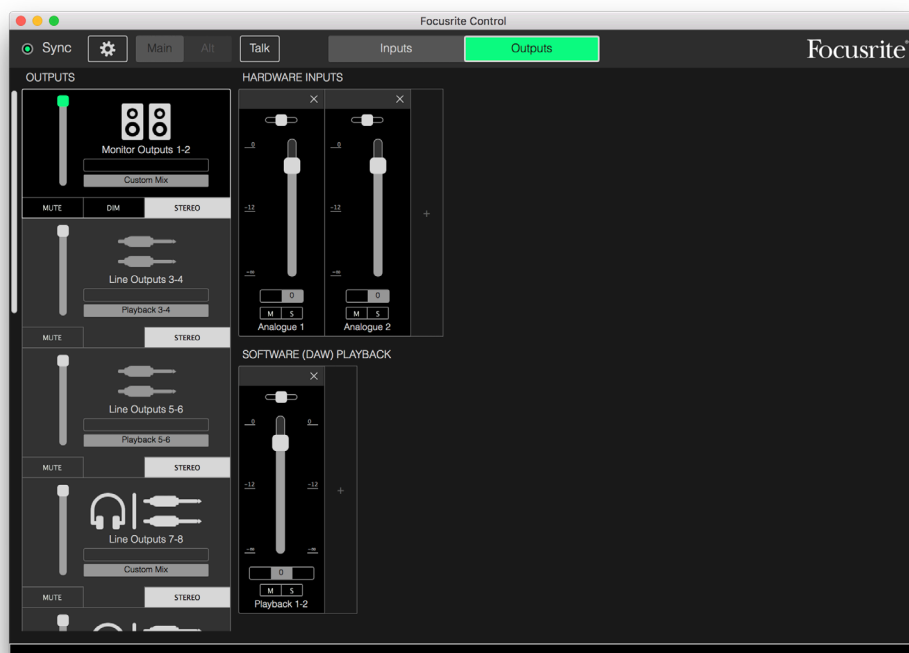 Focusrite Control
Sync
Main
Alt
Talk
Inputs
Outputs
Focusrite®
OUTPUTS
Monitor Outputs 1-2
Custom Mix
MUTE
DIM
STEREO
Line Outputs 3-4
Playback 3-4
MUTE
STEREO
Line Outputs 5-6
Playback 5-6
MUTE
STEREO
Line Outputs 7-8
Custom Mix
MUTE
STEREO
HARDWARE INPUTS
0
-12
-∞
0
M S
Analogue 1
0
-12
-∞
0
M S
Analogue 2
+
SOFTWARE (DAW) PLAYBACK
0 0
-12 -12
-∞ -∞
0
M S
Playback 1-2
+